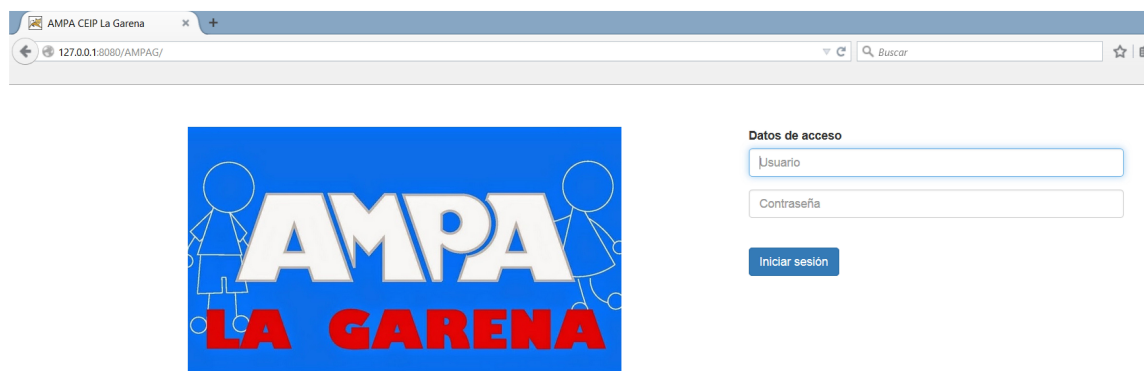 AMPA CEIP La Garena
127.0.0.1:8080/AMPAG/
Buscar
AMPA
LA GARENA
Datos de acceso
Usuario
Contraseña
Iniciar sesión